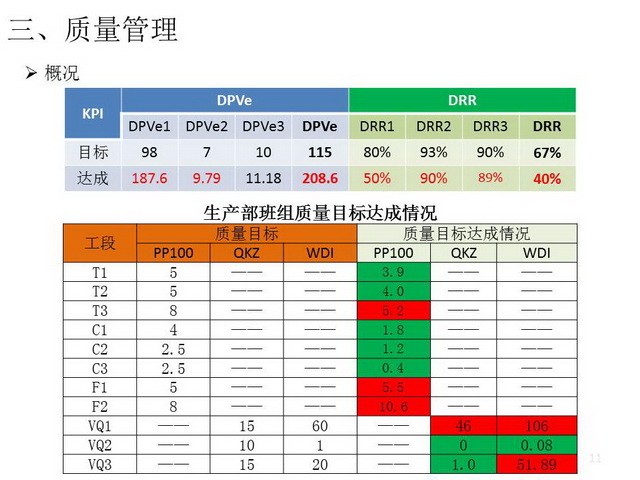 三、质量管理
➢ 概况
KPI DPVe DRR
DPVe1 DPVe2 DPVe3 DPVe DRR1 DRR2 DRR3 DRR
目标 98 7 10 115 80% 93% 90% 67%
达成 187.6 9.79 11.18 208.6 50% 90% 89% 40%
生产部班组质量目标达成情况
工段 质量目标 质量目标达成情况
PP100 QKZ WDI PP100 QKZ WDI
T1 5 —— —— 3.9 —— ——
T2 5 —— —— 4.0 —— ——
T3 8 —— —— 5.2 —— ——
C1 4 —— —— 1.8 —— ——
C2 2.5 —— —— 1.2 —— ——
C3 2.5 —— —— 0.4 —— ——
F1 5 —— —— 5.5 —— ——
F2 8 —— —— 10.6 —— ——
VQ1 —— 15 60 —— 46 106
VQ2 —— 10 1 —— 0 0.08
VQ3 —— 15 20 —— 1.0 51.89
11